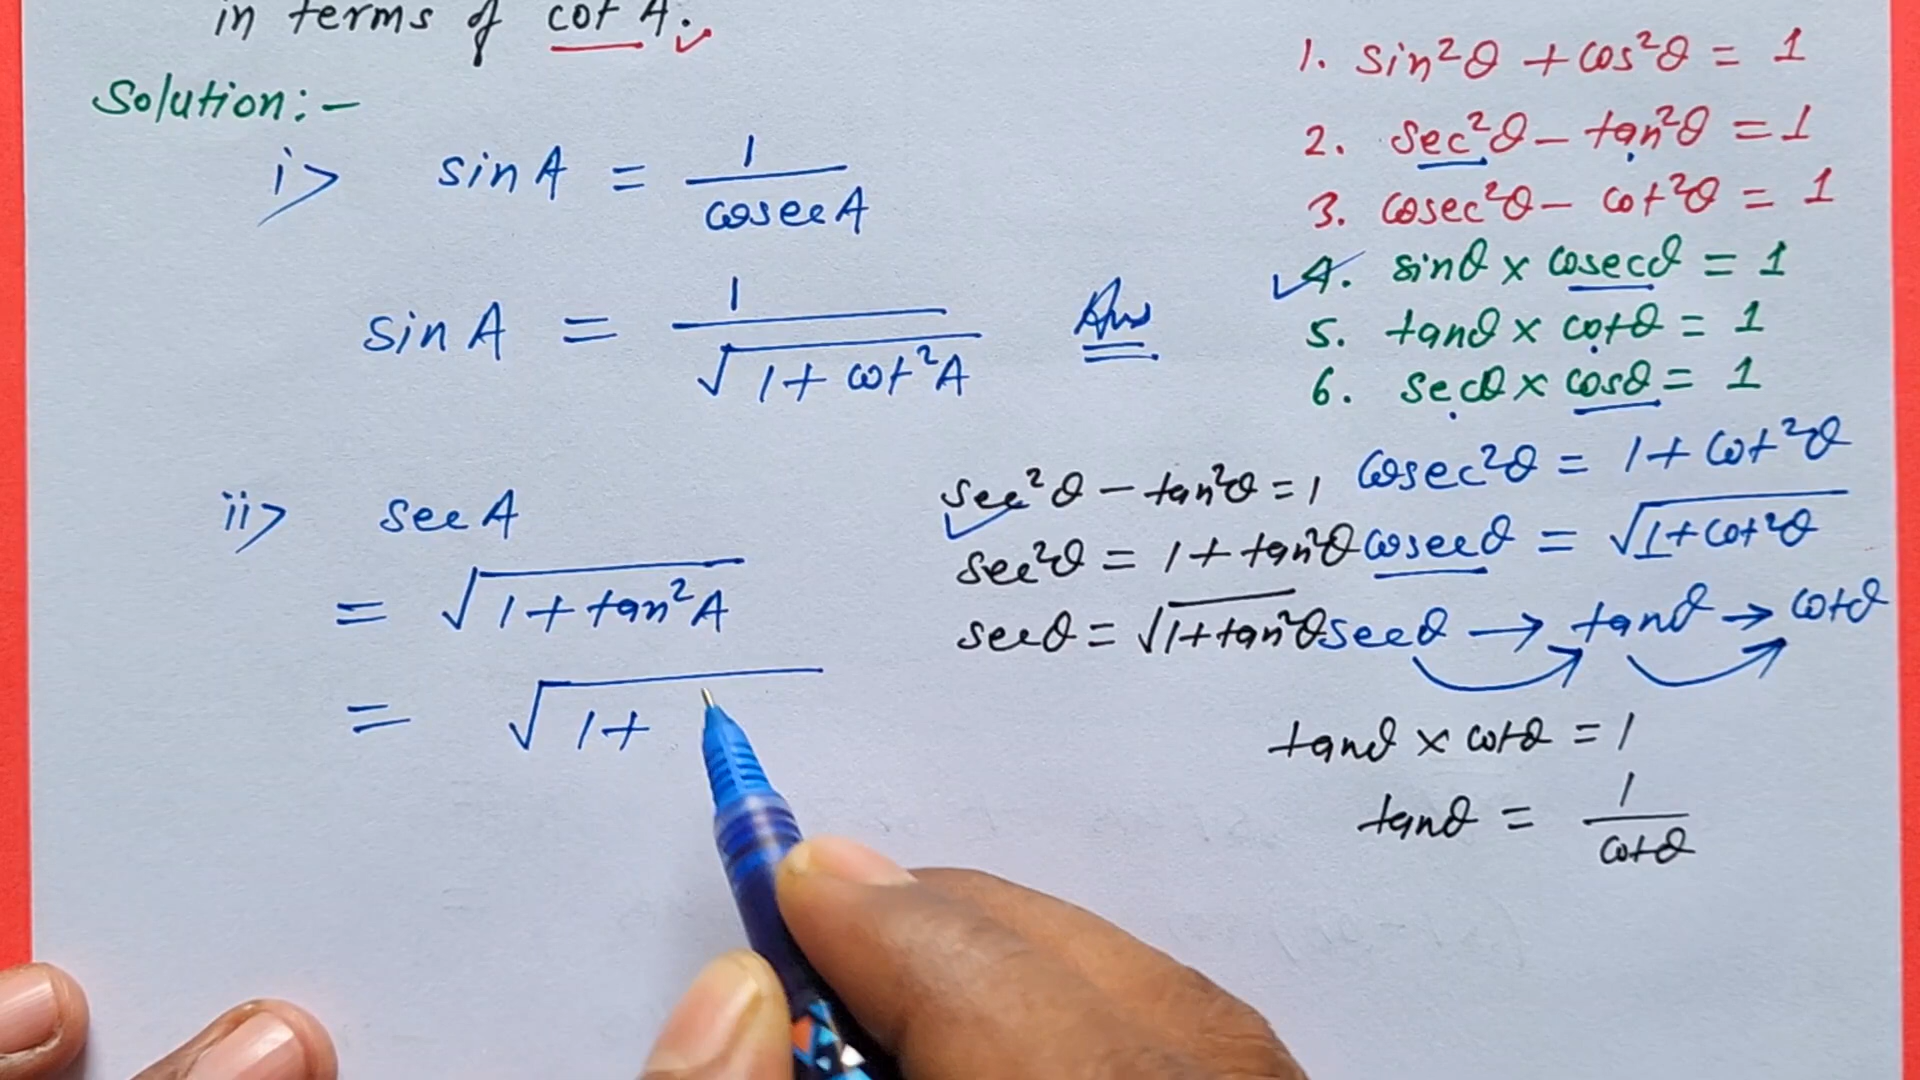 in terms of cot A.
Solution:-
i> sin A = 1/cosec A
sin A = 1/√(1 + cot²A) Ans
ii> sec A
= √(1 + tan²A)
= √(1 +
1. sin²θ + cos²θ = 1
2. sec²θ - tan²θ = 1
3. cosec²θ - cot²θ = 1
4. sinθ × cosecθ = 1
5. tanθ × cotθ = 1
6. secθ × cosθ = 1
cosec²θ = 1 + cot²θ
cosecθ = √(1 + cot²θ)
sec²θ - tan²θ = 1
sec²θ = 1 + tan²θ
secθ = √(1 + tan²θ)
secθ → tanθ → cotθ
tanθ × cotθ = 1
tanθ = 1/cotθ